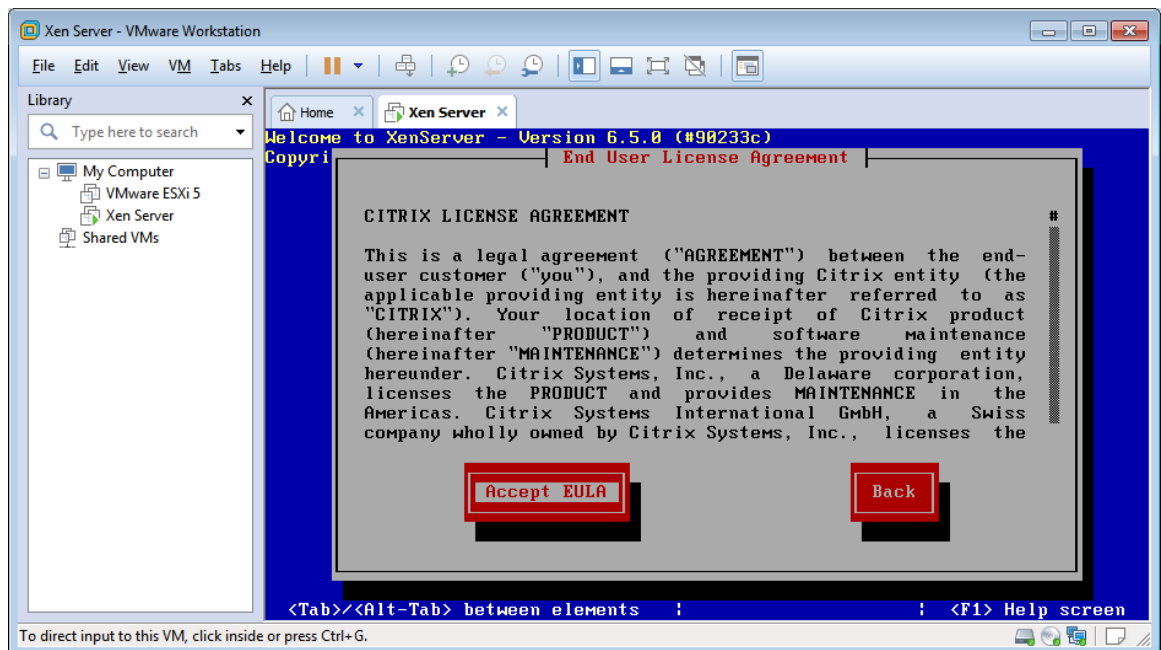 Xen Server - VMware Workstation
File Edit View VM Tabs Help
Library x
Home × Xen Server ×
Type here to search
My Computer
VMware ESXi 5
Xen Server
Shared VMs
Welcome to XenServer - Version 6.5.0 (#90233c)
Copyri
End User License Agreement
CITRIX LICENSE AGREEMENT #
This is a legal agreement ("AGREEMENT") between the end-
user customer ("you"), and the providing Citrix entity (the
applicable providing entity is hereinafter referred to as
"CITRIX"). Your location of receipt of Citrix product
(hereinafter "PRODUCT") and software maintenance
(hereinafter "MAINTENANCE") determines the providing entity
hereunder. Citrix Systems, Inc., a Delaware corporation,
licenses the PRODUCT and provides MAINTENANCE in the
Americas. Citrix Systems International GmbH, a Swiss
company wholly owned by Citrix Systems, Inc., licenses the
Accept EULA Back
<Tab>/<Alt-Tab> between elements ¦ ¦ <F1> Help screen
To direct input to this VM, click inside or press Ctrl+G.